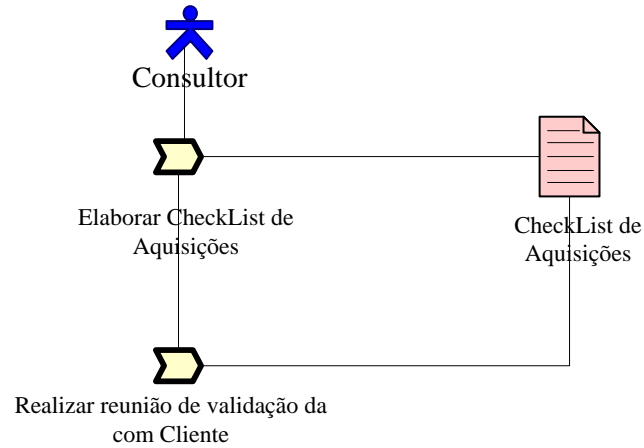 Consultor
Elaborar CheckList de
Aquisições
CheckList de
Aquisições
Realizar reunião de validação da
com Cliente